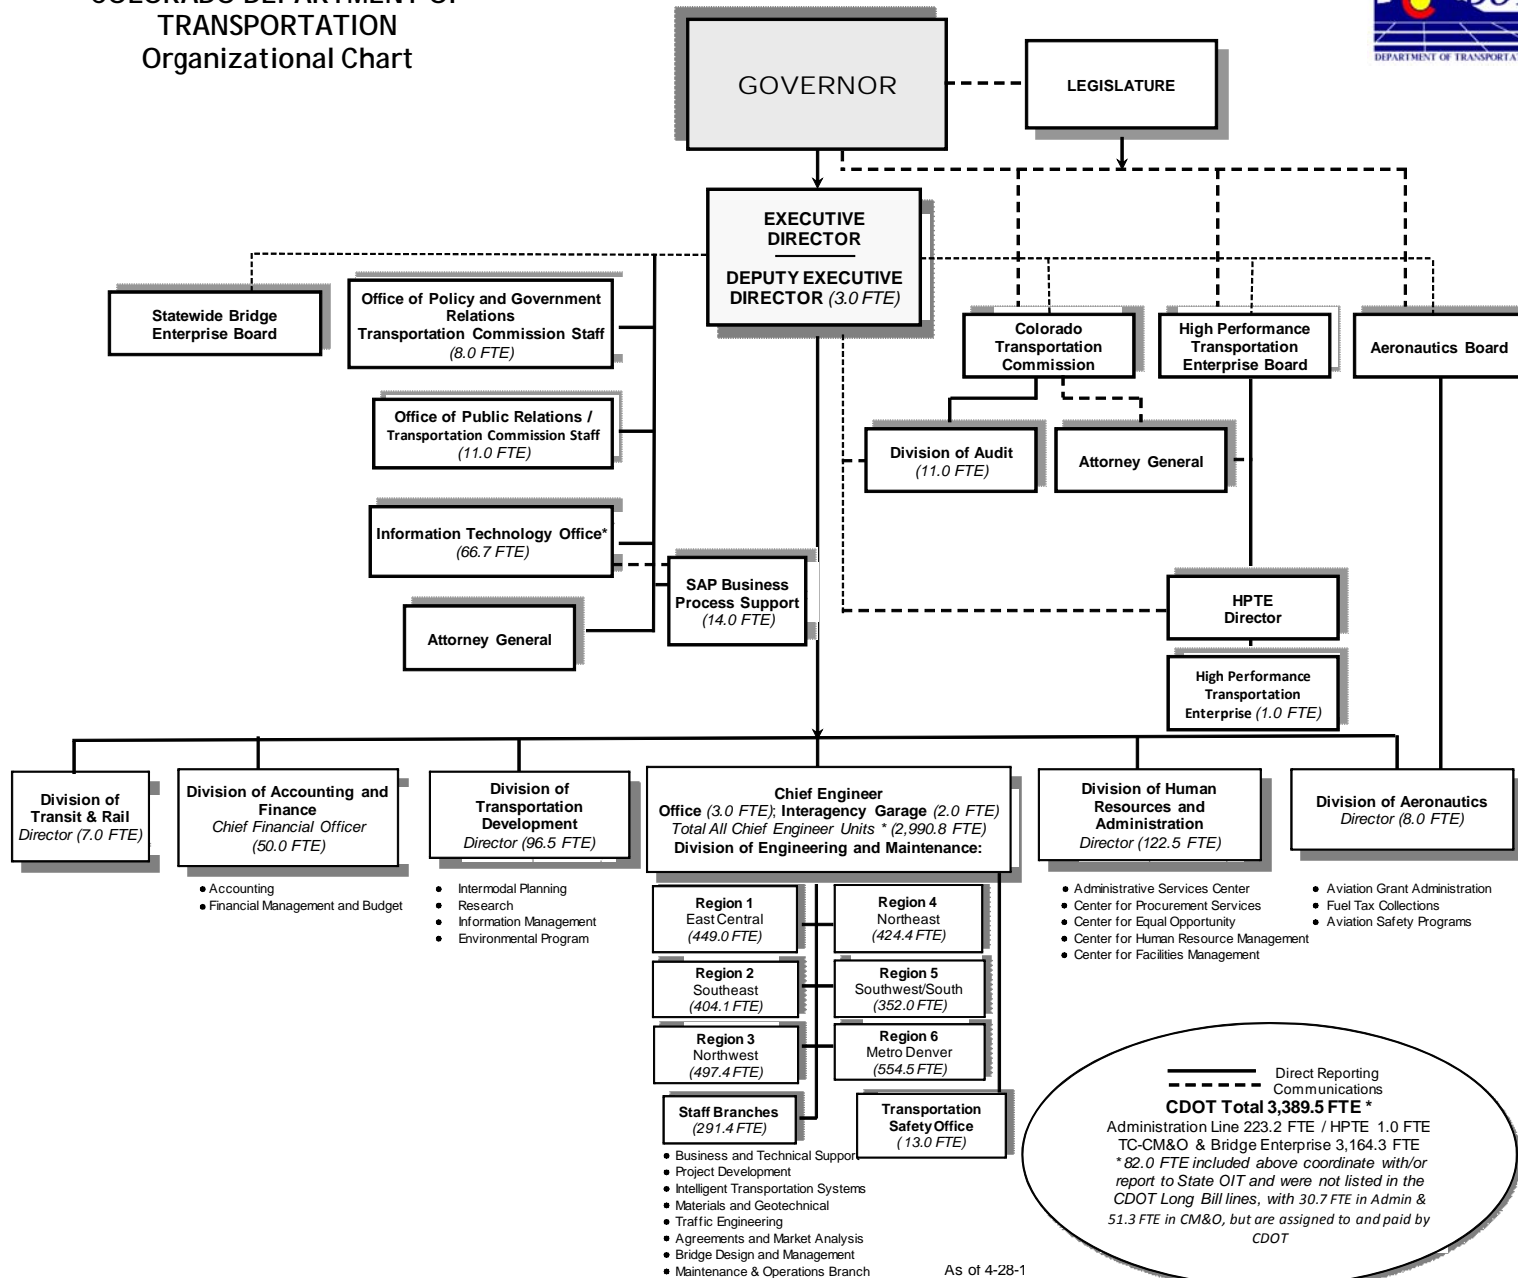 COLORADO DEPARTMENT OF
TRANSPORTATION
Organizational Chart
DEPARTMENT OF
GOVERNOR
LEGISLATURE
EXECUTIVE
DIRECTOR
DEPUTY EXECUTIVE
DIRECTOR (3.0 FTE)
Statewide Bridge
Enterprise Board
Office of Policy and Government
Relations
Transportation Commission Staff
(8.0 FTE)
Colorado
Transportation
Commission
High Performance
Transportation
Enterprise Board
Aeronautics Board
Office of Public Relations /
Transportation Commission Staff
(11.0 FTE)
Division of Audit
(11.0 FTE)
Attorney General
Information Technology Office*
(66.7 FTE)
SAP Business
Process Support
(14.0 FTE)
Attorney General
HPTE
Director
High Performance
Transportation
Enterprise (1.0 FTE)
Division of
Transit & Rail
Director (7.0 FTE)
Division of Accounting and
Finance
Chief Financial Officer
(50.0 FTE)
• Accounting
• Financial Management and Budget
Division of
Transportation
Development
Director (96.5 FTE)
• Intermodal Planning
• Research
• Information Management
• Environmental Program
Chief Engineer
Office (3.0 FTE); Interagency Garage (2.0 FTE)
Total All Chief Engineer Units * (2,990.8 FTE)
Division of Engineering and Maintenance:
Division of Human
Resources and
Administration
Director (122.5 FTE)
• Administrative Services Center
• Center for Procurement Services
• Center for Equal Opportunity
• Center for Human Resource Management
• Center for Facilities Management
Division of Aeronautics
Director (8.0 FTE)
• Aviation Grant Administration
• Fuel Tax Collections
• Aviation Safety Programs
Region 1
East Central
(449.0 FTE)
Region 4
Northeast
(424.4 FTE)
Region 2
Southeast
(404.1 FTE)
Region 5
Southwest/South
(352.0 FTE)
Region 3
Northwest
(497.4 FTE)
Region 6
Metro Denver
(554.5 FTE)
Staff Branches
(291.4 FTE)
Transportation
Safety Office
(13.0 FTE)
• Business and Technical Support
• Project Development
• Intelligent Transportation Systems
• Materials and Geotechnical
• Traffic Engineering
• Agreements and Market Analysis
• Bridge Design and Management
• Maintenance & Operations Branch
Direct Reporting
Communications
CDOT Total 3,389.5 FTE *
Administration Line 223.2 FTE / HPTE 1.0 FTE
TC-CM&O & Bridge Enterprise 3,164.3 FTE
*82.0 FTE included above coordinate with/or
report to State OIT and were not listed in the
CDOT Long Bill lines, with 30.7 FTE in Admin &
51.3 FTE in CM&O, but are assigned to and paid by
CDOT
As of 4-28-1